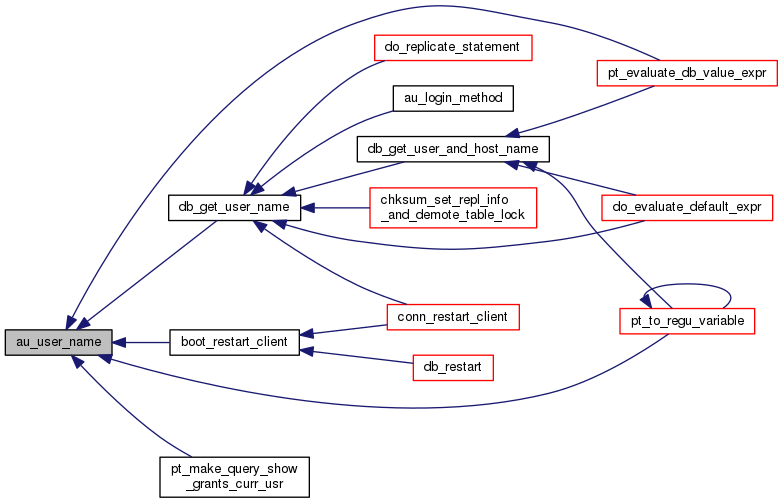 do_replicate_statement
pt_evaluate_db_value_expr
au_login_method
db_get_user_and_host_name
db_get_user_name
chksum_set_repl_info
_and_demote_table_lock
do_evaluate_default_expr
conn_restart_client
pt_to_regu_variable
au_user_name
boot_restart_client
db_restart
pt_make_query_show
_grants_curr_usr